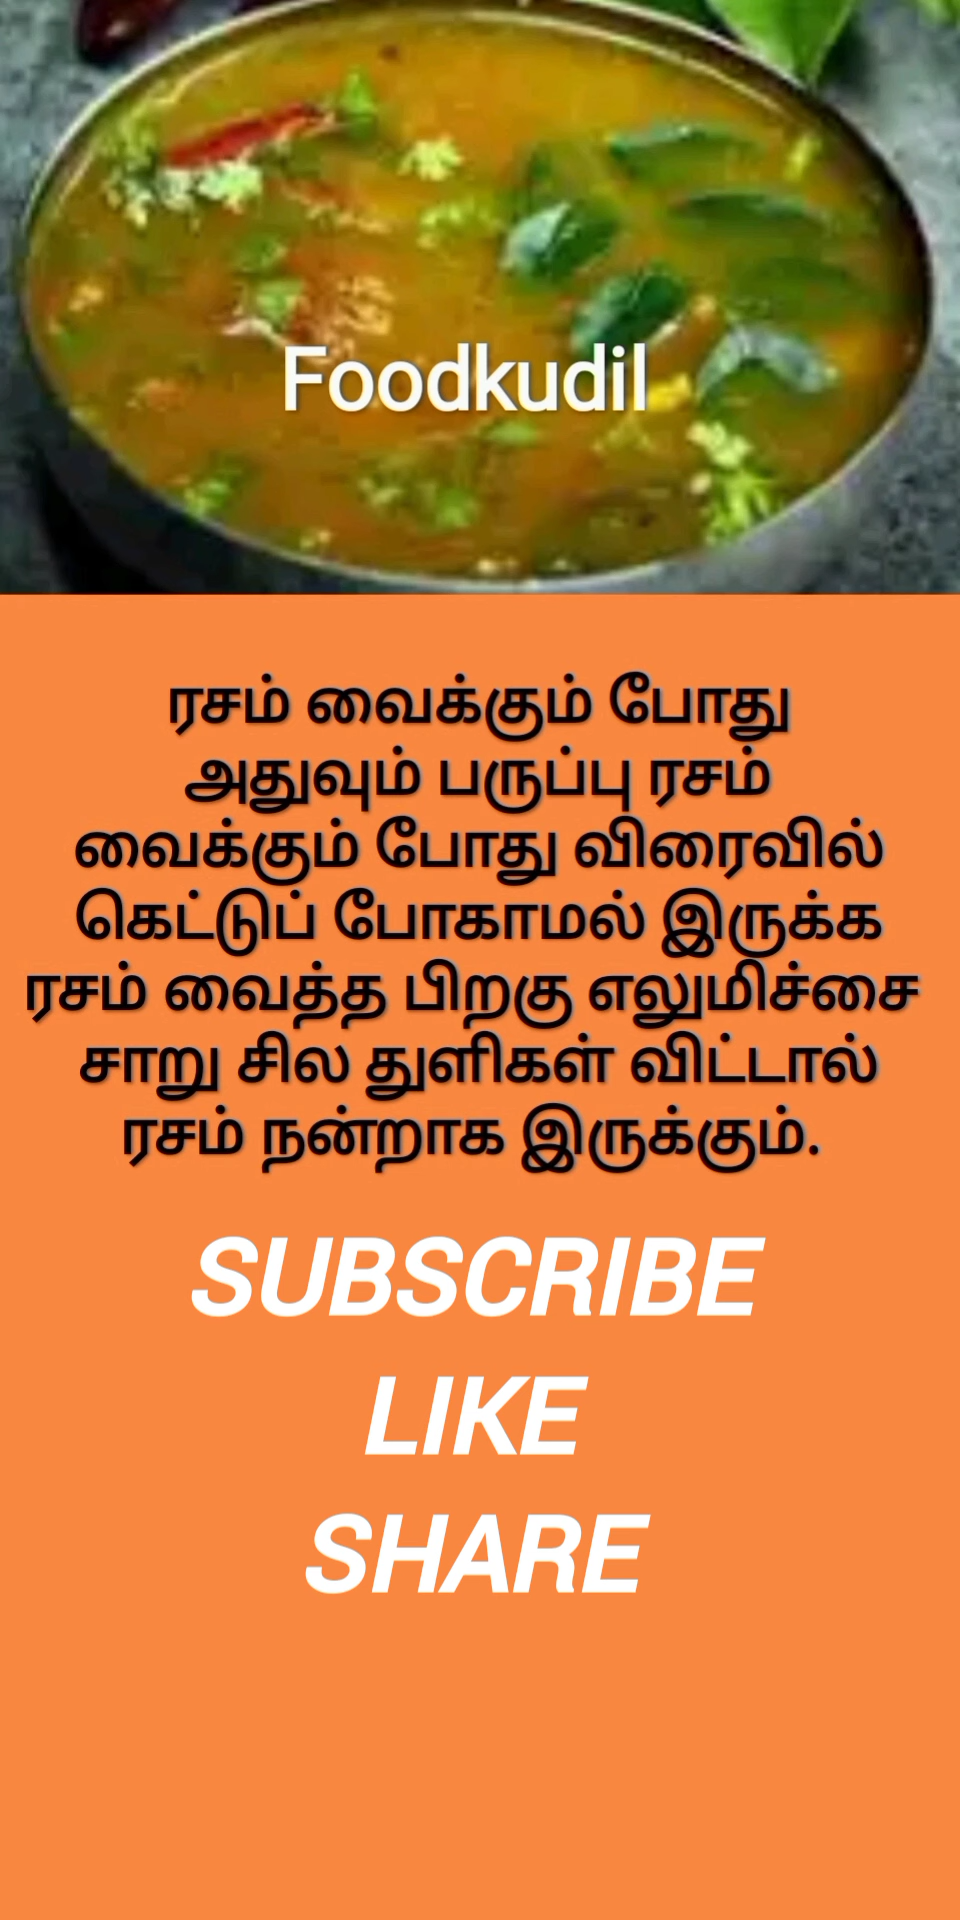 Foodkudil
ரசம் வைக்கும் போது
அதுவும் பருப்பு ரசம்
வைக்கும் போது விரைவில்
கெட்டுப் போகாமல் இருக்க
ரசம் வைத்த பிறகு எலுமிச்சை
சாறு சில துளிகள் விட்டால்
ரசம் நன்றாக இருக்கும்.
SUBSCRIBE
LIKE
SHARE